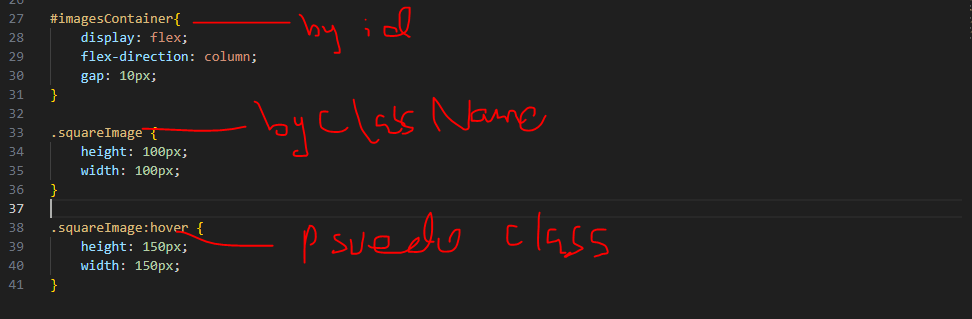 27 #imagesContainer{ by id
28 display: flex;
29 flex-direction: column;
30 gap: 10px;
31 }
32
33 .squareImage { by Class Name
34 height: 100px;
35 width: 100px;
36 }
37
38 .squareImage:hover { psuedo class
39 height: 150px;
40 width: 150px;
41 }